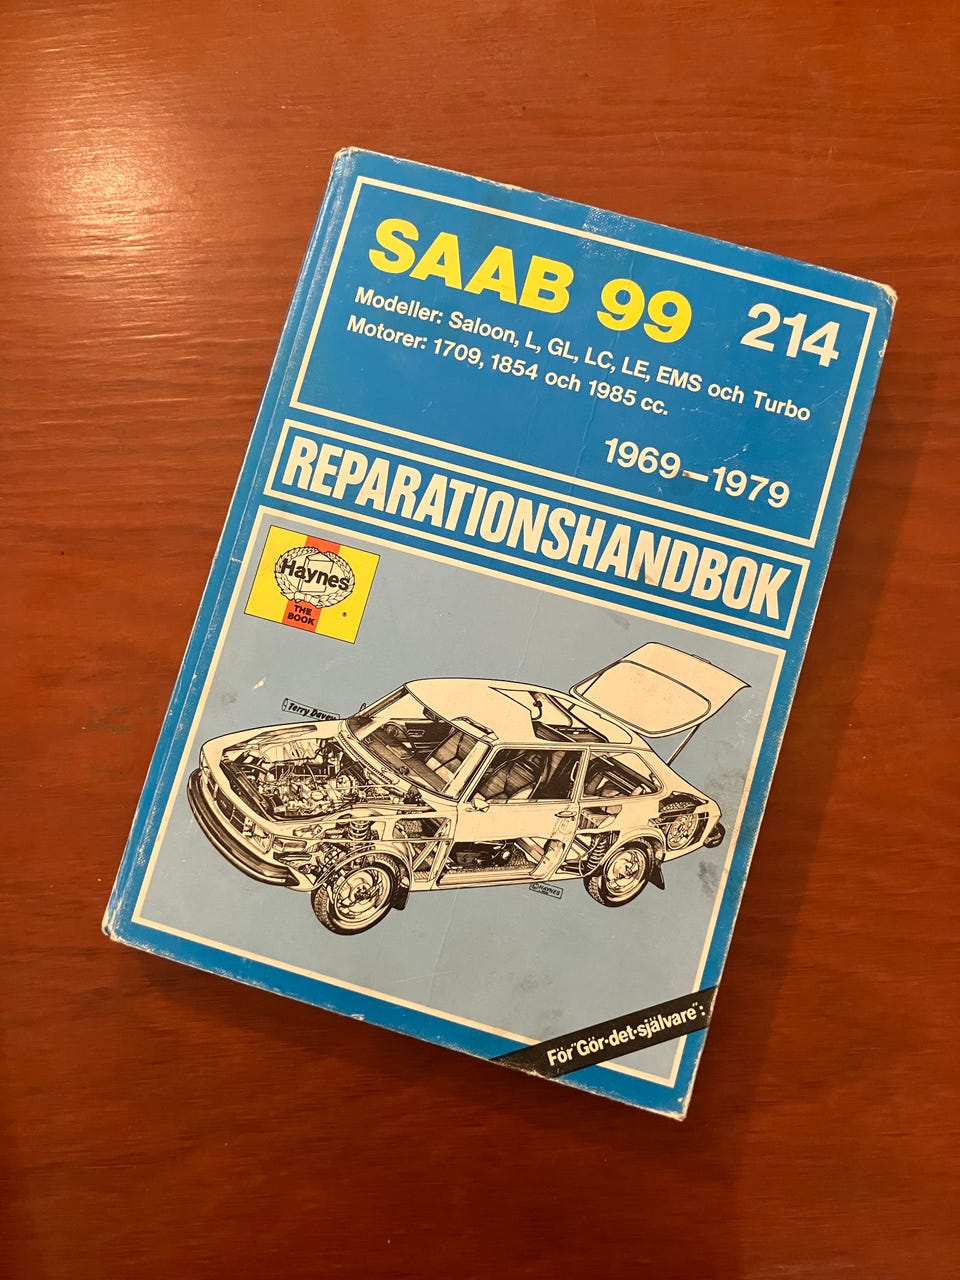 SAAB 99 214
Modeller: Saloon, L, GL, LC, LE, EMS och Turbo
Motorer: 1709, 1854 och 1985 cc.
1969–1979
REPARATIONSHANDBOK
Haynes
THE
BOOK
Terry Davey
©HAYNES
För "Gör-det-självare":